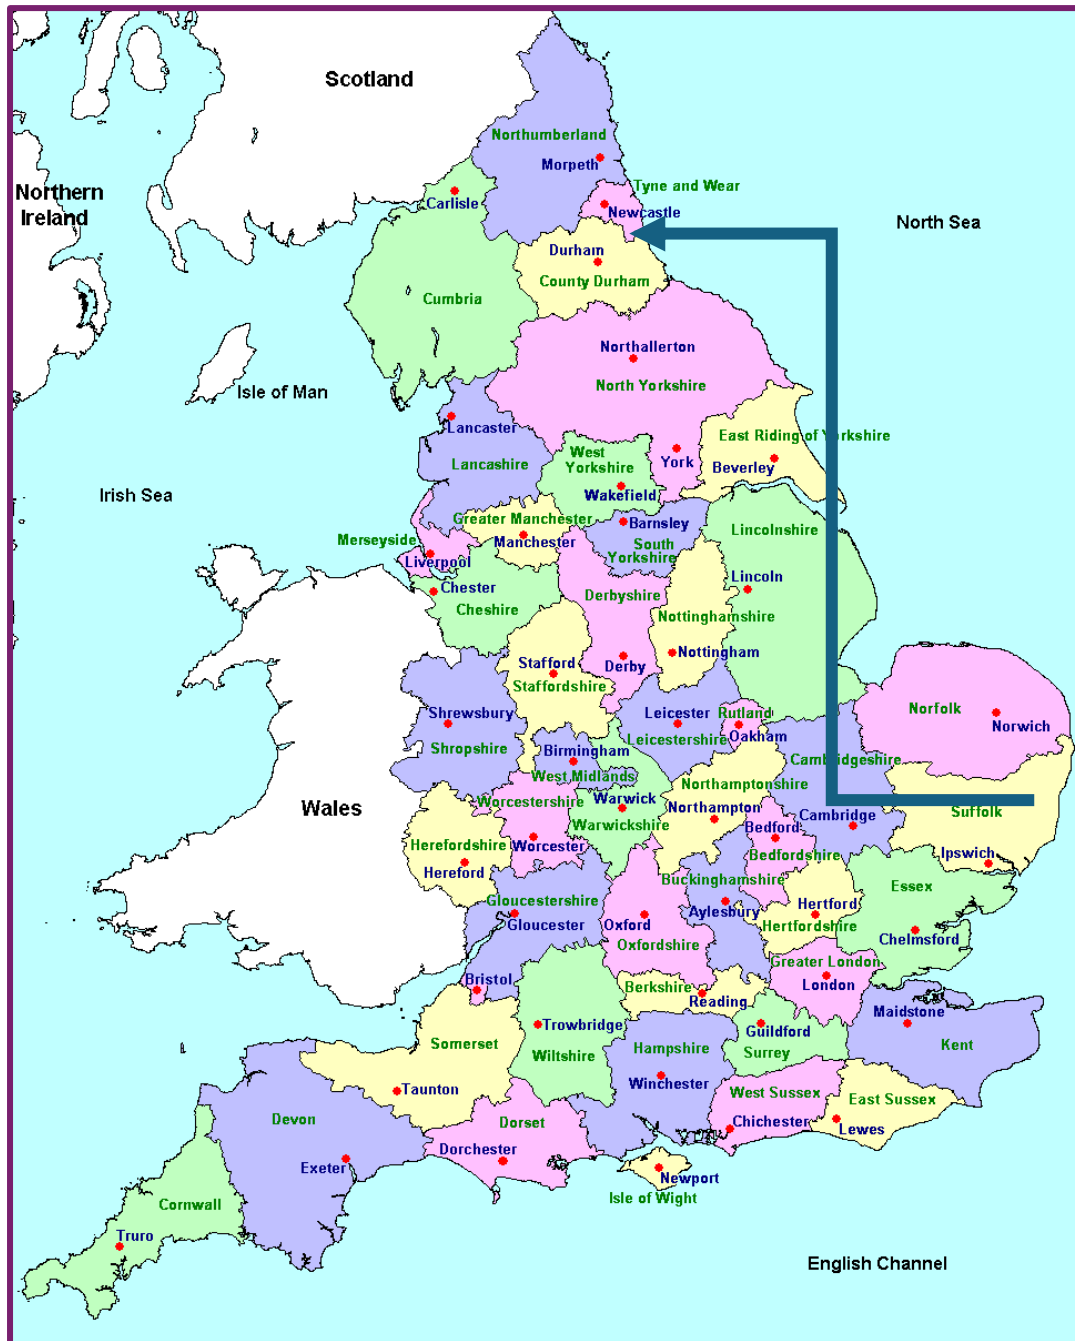 Scotland
Northumberland
Morpeth
Tyne and Wear
Northern
Ireland
Carlisle
Newcastle
North Sea
Durham
County Durham
Cumbria
Northallerton
North Yorkshire
Isle of Man
Lancaster
East Riding of Yorkshire
West
Yorkshire
York
Lancashire
Beverley
Irish Sea
Wakefield
Greater Manchester
Barnsley
Lincolnshire
Merseyside
Manchester
South
Yorkshire
Liverpool
Lincoln
Chester
Cheshire
Derbyshire
Nottinghamshire
Stafford
Derby
Nottingham
Staffordshire
Norfolk
Norwich
Shrewsbury
Leicester
Rutland
Shropshire
Leicestershire
Oakham
Birmingham
Cambridgeshire
West Midlands
Northamptonshire
Wales
Worcestershire
Warwick
Northampton
Suffolk
Warwickshire
Cambridge
Bedford
Herefordshire
Worcester
Bedfordshire
Ipswich
Hereford
Buckinghamshire
Essex
Gloucestershire
Hertford
Aylesbury
Gloucester
Oxford
Hertfordshire
Chelmsford
Oxfordshire
Greater London
Bristol
Berkshire
London
Reading
Maidstone
Trowbridge
Guildford
Somerset
Hampshire
Kent
Wiltshire
Surrey
Winchester
Taunton
West Sussex
East Sussex
Devon
Dorset
Chichester
Lewes
Dorchester
Exeter
Newport
Isle of Wight
Cornwall
Truro
English Channel